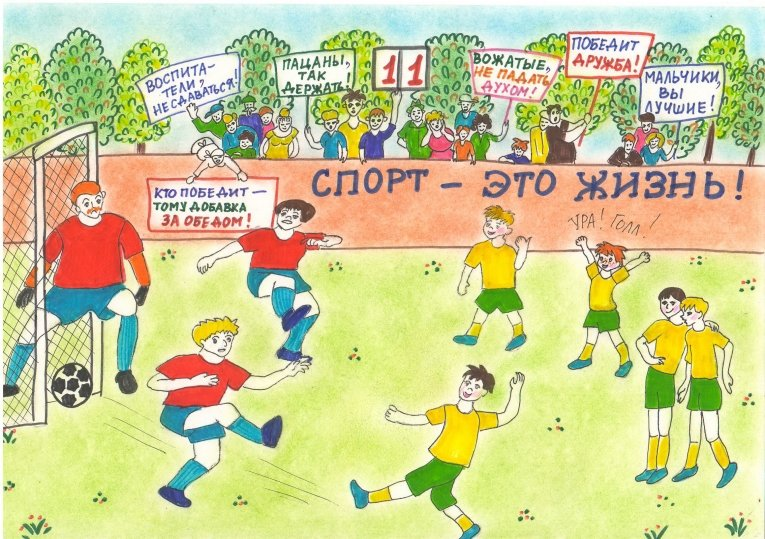 ВОСПИТА-
ТЕЛИ,
НЕ СДАВАТЬСЯ!
ПАЦАНЫ,
ТАК
ДЕРЖАТЬ!
1 1
ВОЖАТЫЕ,
НЕ ПАДАТЬ
ДУХОМ!
ПОБЕДИТ
ДРУЖБА!
МАЛЬЧИКИ,
ВЫ
ЛУЧШИЕ!
КТО ПОБЕДИТ —
ТОМУ ДОБАВКА
ЗА ОБЕДОМ!
СПОРТ – ЭТО ЖИЗНЬ!
УРА! ГОЛЛ!